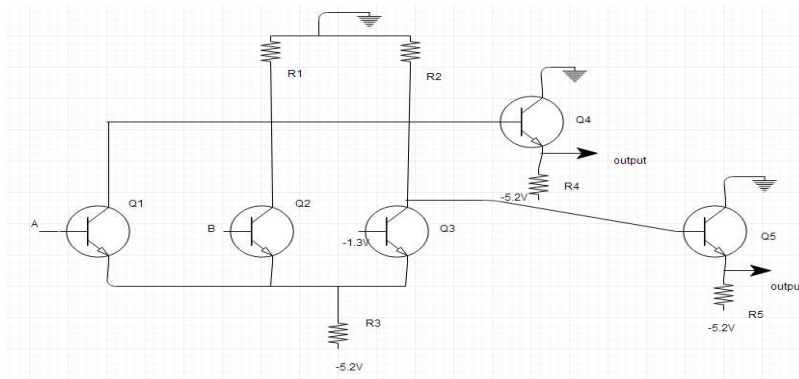 R1
R2
Q4
output
R4
-5.2V
Q1
Q2
A
B
-1.3V
Q3
Q5
output
R3
R5
-5.2V
-5.2V